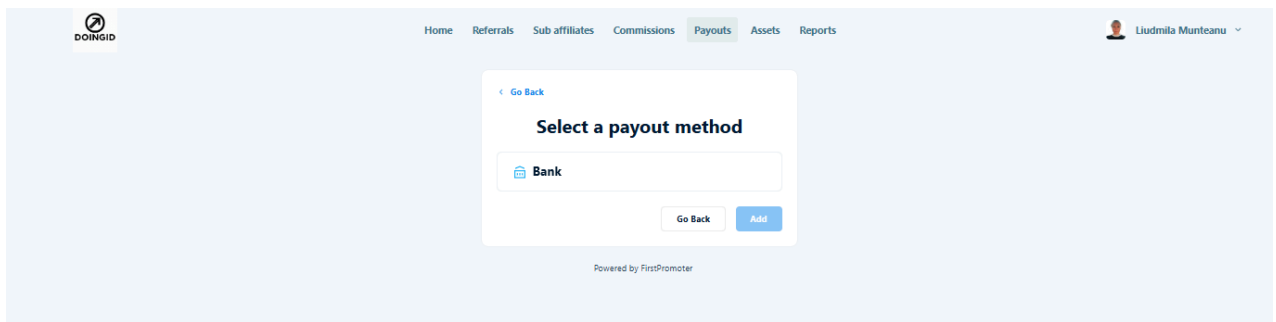 DOINGID
Home Referrals Sub affiliates Commissions Payouts Assets Reports
Liudmila Munteanu
Go Back
Select a payout method
Bank
Go Back Add
Powered by FirstPromoter